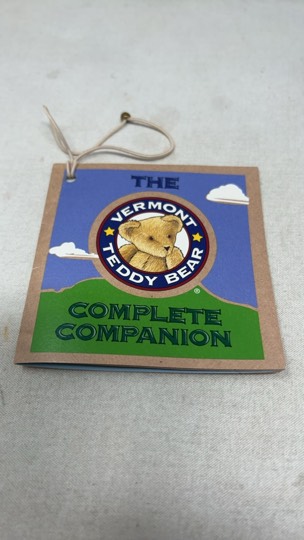 THE
VERMONT
TEDDY BEAR
®
COMPLETE
COMPANION